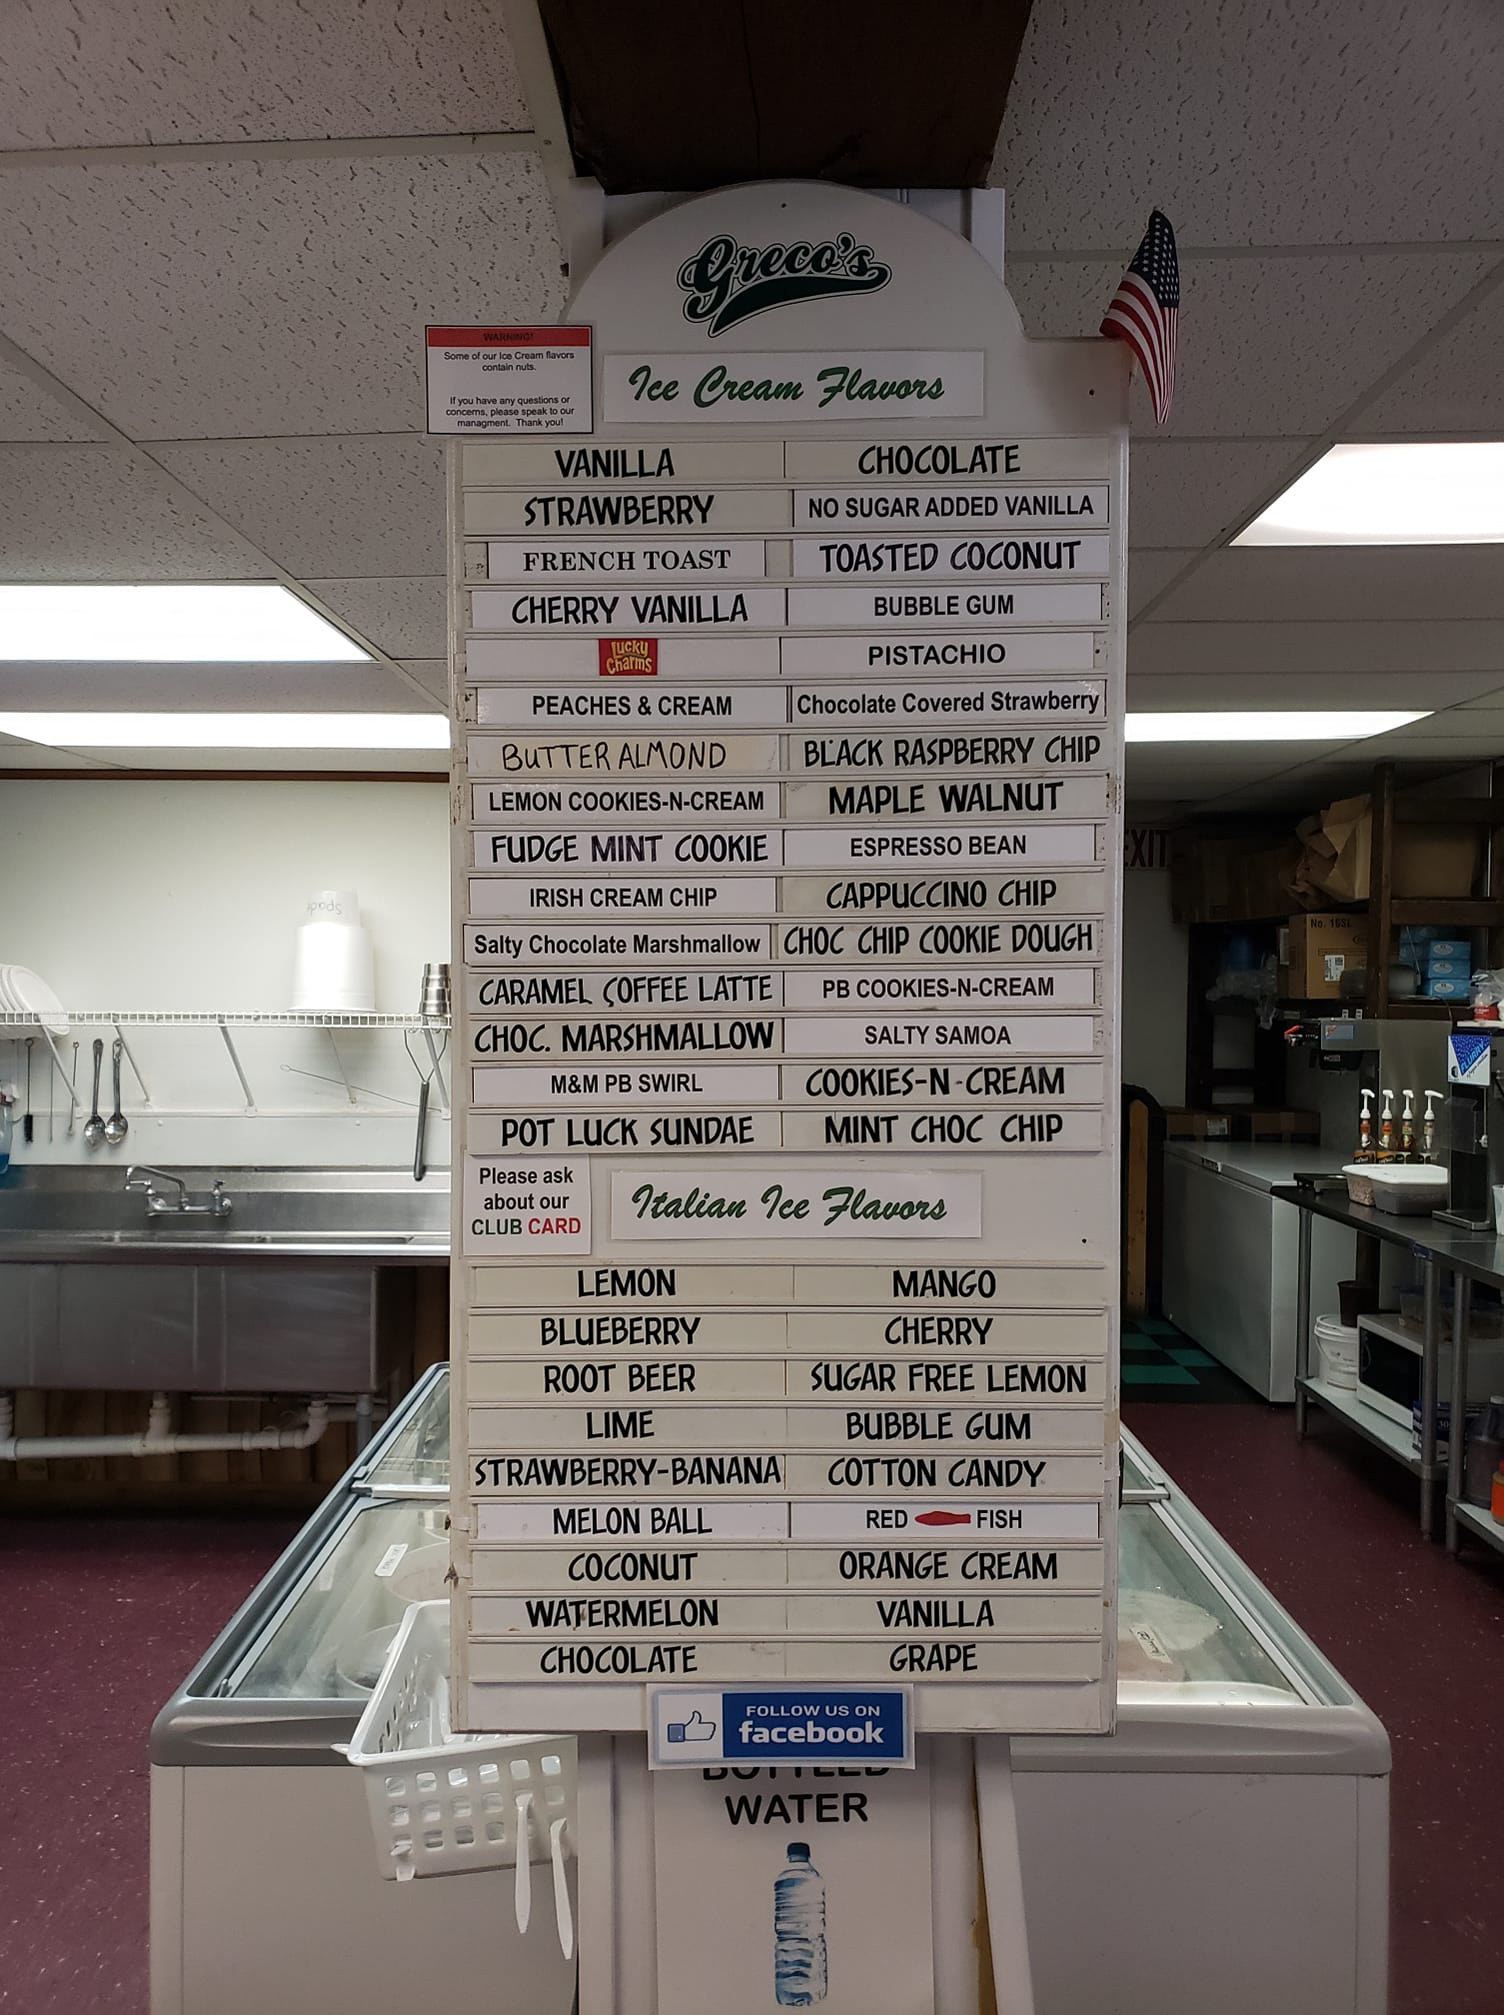 Greco's
WARNING!
Some of our Ice Cream flavors
contain nuts.
If you have any questions or
concerns, please speak to our
managment. Thank you!
Ice Cream Flavors
VANILLA CHOCOLATE
STRAWBERRY NO SUGAR ADDED VANILLA
FRENCH TOAST TOASTED COCONUT
CHERRY VANILLA BUBBLE GUM
Lucky
Charms
PISTACHIO
PEACHES & CREAM Chocolate Covered Strawberry
BUTTER ALMOND BLACK RASPBERRY CHIP
LEMON COOKIES-N-CREAM MAPLE WALNUT
FUDGE MINT COOKIE ESPRESSO BEAN
IRISH CREAM CHIP CAPPUCCINO CHIP
Salty Chocolate Marshmallow CHOC CHIP COOKIE DOUGH
CARAMEL COFFEE LATTE PB COOKIES-N-CREAM
CHOC. MARSHMALLOW SALTY SAMOA
M&M PB SWIRL COOKIES-N-CREAM
POT LUCK SUNDAE MINT CHOC CHIP
Please ask
about our
CLUB CARD
Italian Ice Flavors
LEMON MANGO
BLUEBERRY CHERRY
ROOT BEER SUGAR FREE LEMON
LIME BUBBLE GUM
STRAWBERRY-BANANA COTTON CANDY
MELON BALL RED FISH
COCONUT ORANGE CREAM
WATERMELON VANILLA
CHOCOLATE GRAPE
FOLLOW US ON
facebook
BOTTLED
WATER
EXIT
No. 16SL
Spads